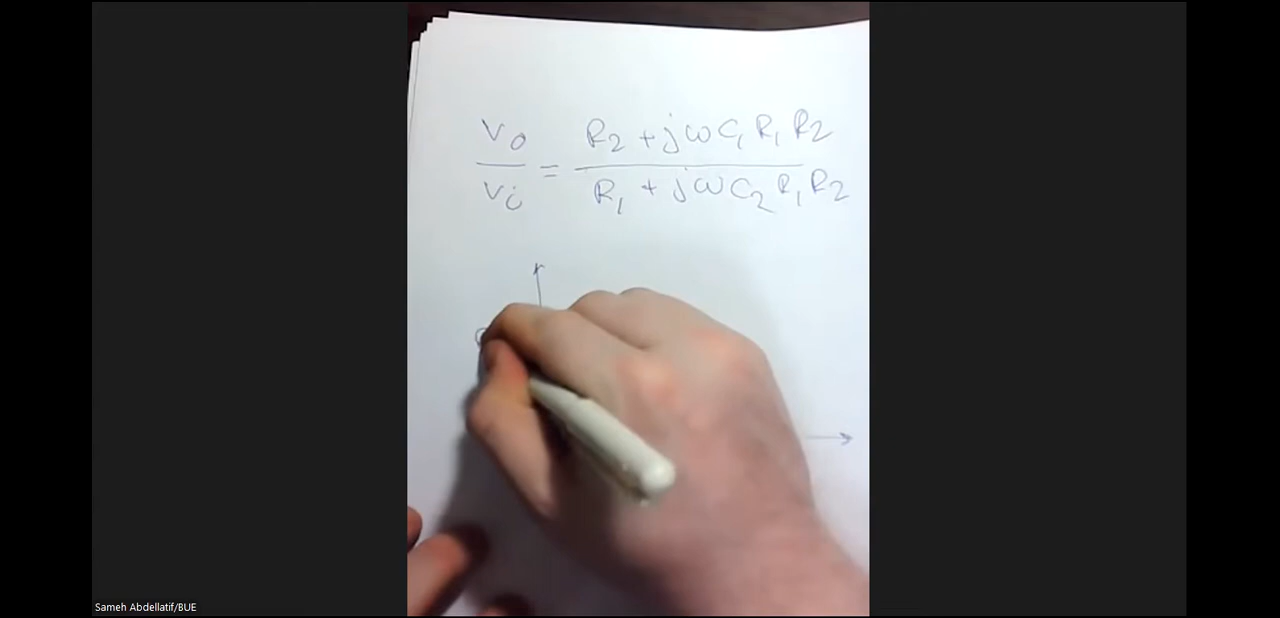 Vo / Vi = R2 + jωC1R1R2 / R1 + jωC2R1R2
Sameh Abdellatif/BUE